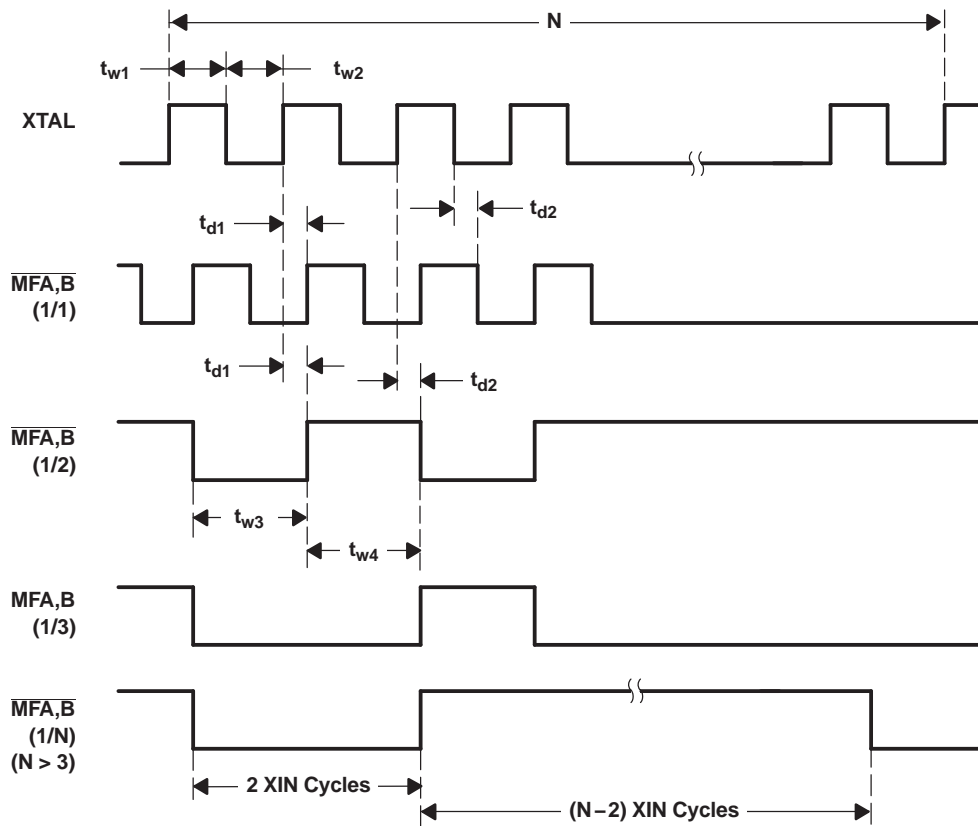 N
tw1
tw2
XTAL
td1
td2
MFA,B
(1/1)
td1
td2
MFA,B
(1/2)
tw3
tw4
MFA,B
(1/3)
MFA,B
(1/N)
(N > 3)
2 XIN Cycles
(N−2) XIN Cycles